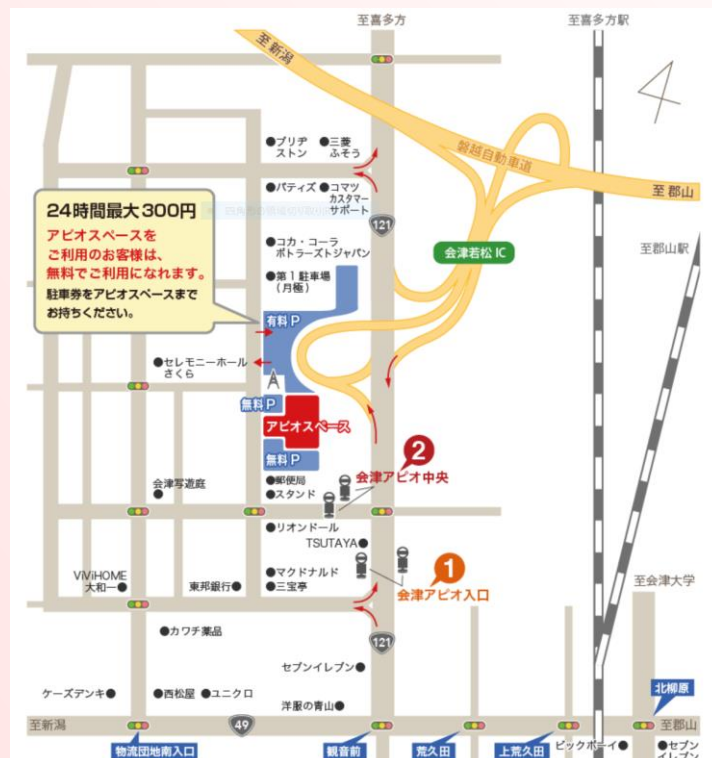 至喜多方
至喜多方駅
至新潟
磐越自動車道
至郡山
●ブリヂ
ストン
●三菱
ふそう
●パティズ
●コマツ
カスタマー
サポート
121
24時間最大300円
アピオスペースを
ご利用のお客様は、
無料でご利用になれます。
駐車券をアピオスペースまで
お持ちください。
●コカ・コーラ
ボトラーズトジャパン
会津若松 IC
至郡山駅
●第1駐車場
(月極)
有料 P
●セレモニーホール
さくら
無料 P
アピオスペース
無料 P
2
会津アピオ中央
会津写遊庭
●
●郵便局
●スタンド
●リオンドール
TSUTAYA●
1
会津アピオ入口
ViViHOME
大和一●
東邦銀行●
●マクドナルド
●三宝亭
至会津大学
●カワチ薬品
121
セブンイレブン●
ケーズデンキ●
●西松屋
●ユニクロ
洋服の青山●
北柳原
至新潟
49
至郡山
物流団地南入口
観音前
荒久田
上荒久田
ビックボーイ●
●セブン
イレブン